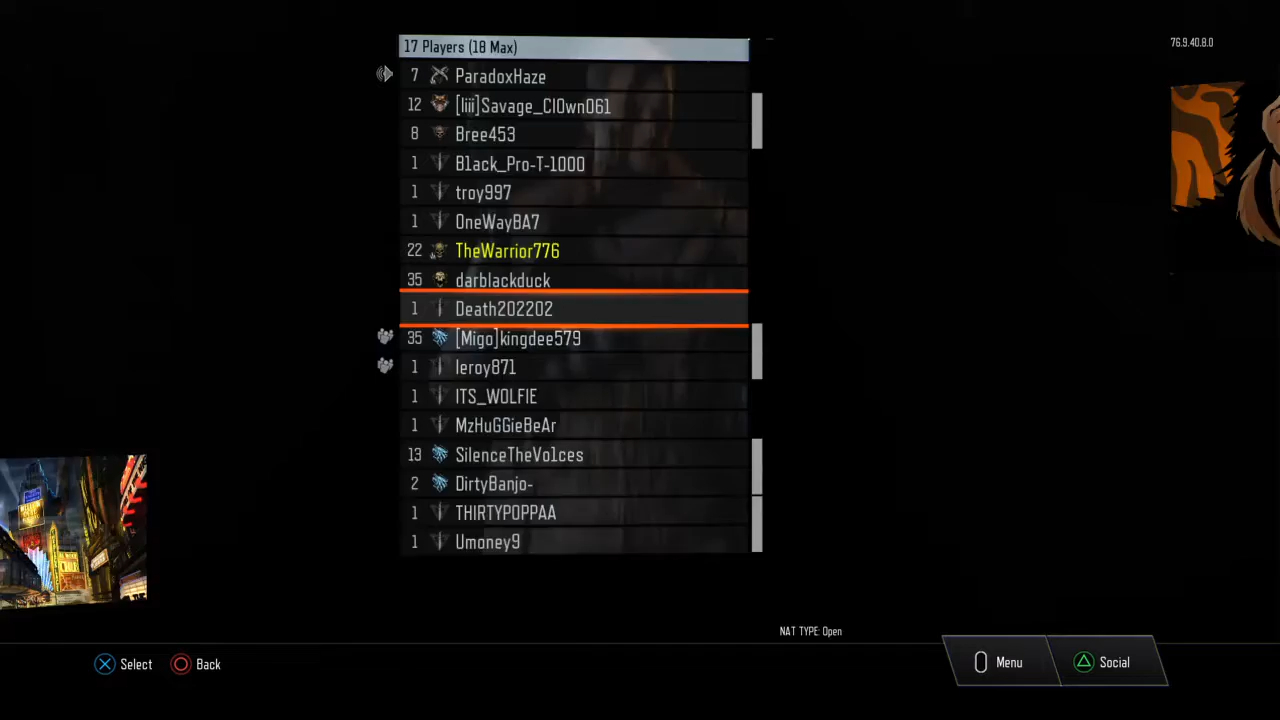 17 Players (18 Max)
76.9.40.8.0
7 ParadoxHaze
12 [liii]Savage_Cl0wn061
8 Bree453
1 Black_Pro-T-1000
1 troy997
1 OneWayBA7
22 TheWarrior776
35 darblackduck
1 Death202202
35 [Migo]kingdee579
1 leroy871
1 ITS_WOLFIE
1 MzHuGGieBeAr
13 SilenceTheVolces
2 DirtyBanjo-
1 THIRTYPOPPAA
1 Umoney9
NAT TYPE: Open
Select Back Menu Social